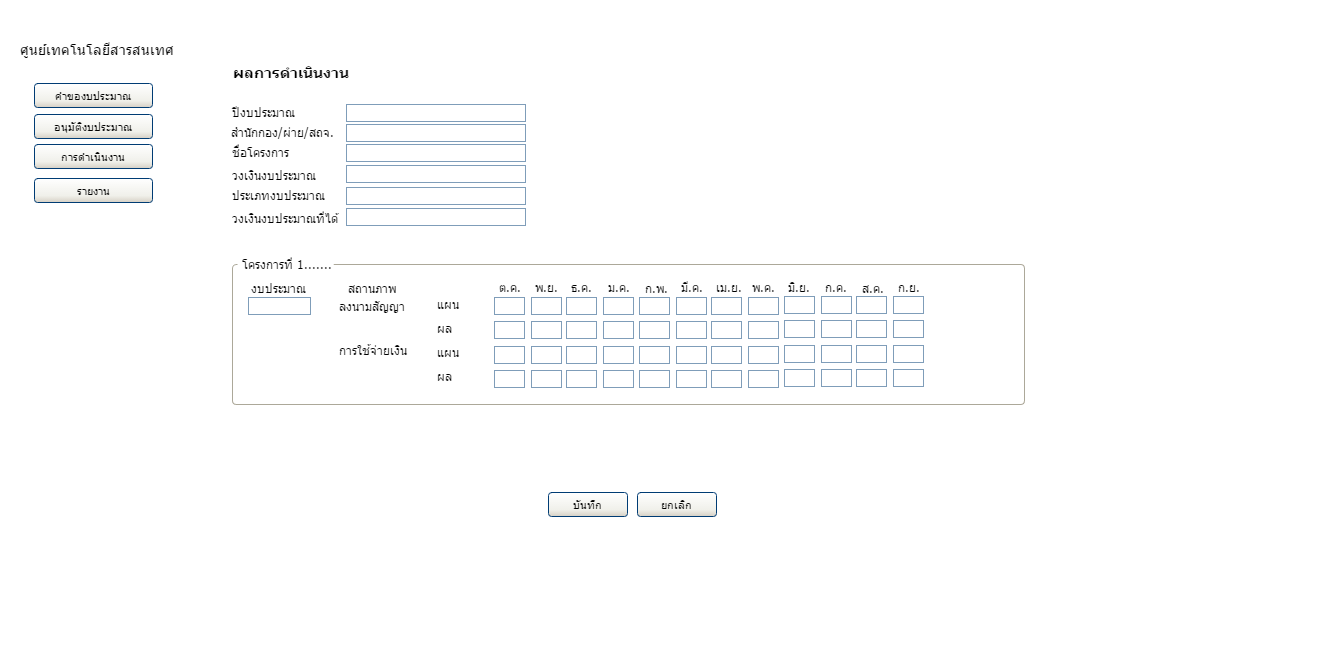 ศูนย์เทคโนโลยีสารสนเทศ
ผลการดำเนินงาน
คำของบประมาณ
อนุมัติงบประมาณ
การดำเนินงาน
รายงาน
ปีงบประมาณ
สำนักกอง/ฝ่าย/สถจ.
ชื่อโครงการ
วงเงินงบประมาณ
ประเภทงบประมาณ
วงเงินงบประมาณที่ได้
โครงการที่ 1.......
งบประมาณ สถานภาพ ต.ค. พ.ย. ธ.ค. ม.ค. ก.พ. มี.ค. เม.ย. พ.ค. มิ.ย. ก.ค. ส.ค. ก.ย.
ลงนามสัญญา แผน
ผล
การใช้จ่ายเงิน แผน
ผล
บันทึก ยกเลิก